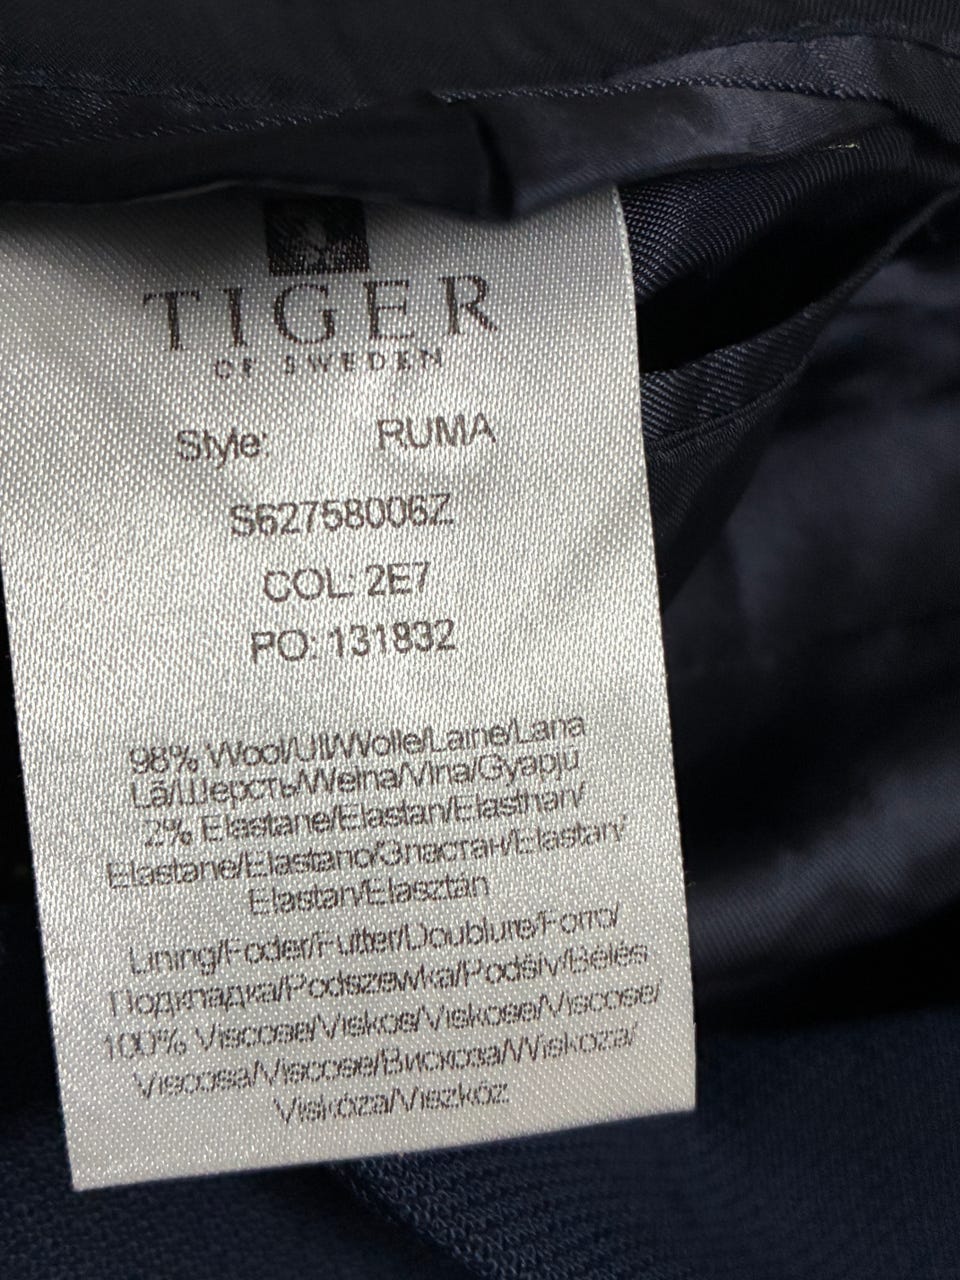 TIGER
OF SWEDEN
Style: RUMA
S62758006Z
COL: 2E7
PO: 131832
98% Wool/Ull/Wolle/Laine/Lana
Lã/Шерсть/Wełna/Vlna/Gyapjú
2% Elastane/Elastan/Elasthan/
Elastane/Elastano/Эластан/Elastan/
Elastan/Elasztán
Lining/Foder/Futter/Doublure/Forro/
Подкладка/Podszewka/Podšív/Bélés
100% Viscose/Viskos/Viskose/Viscose/
Viscosa/Viscose/Вискоза/Wiskoza/
Viskóza/Viszkóz